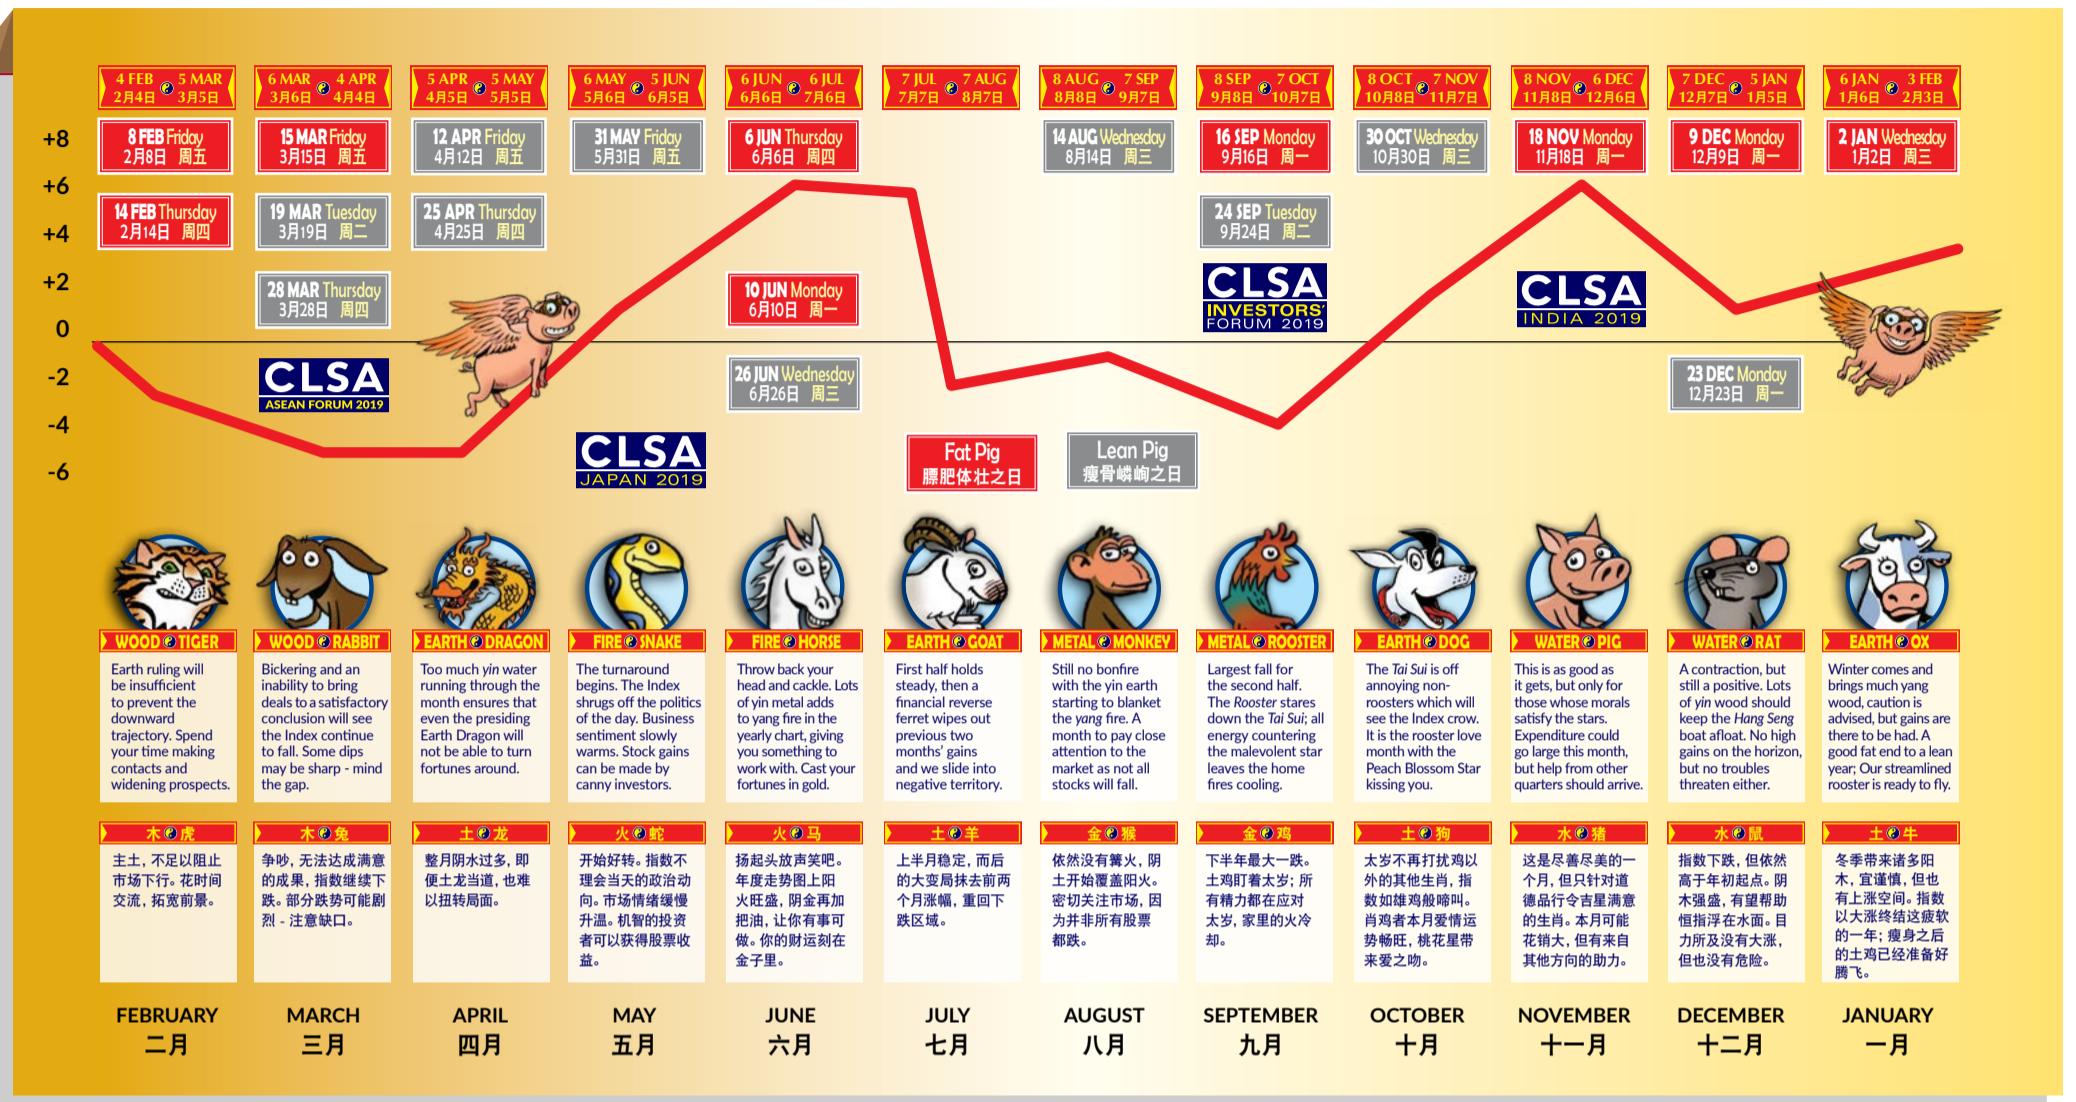 4 FEB 5 MAR
2月4日 3月5日
6 MAR 4 APR
3月6日 4月4日
5 APR 5 MAY
4月5日 5月5日
6 MAY 5 JUN
5月6日 6月5日
6 JUN 6 JUL
6月6日 7月6日
7 JUL 7 AUG
7月7日 8月7日
8 AUG 7 SEP
8月8日 9月7日
8 SEP 7 OCT
9月8日 10月7日
8 OCT 7 NOV
10月8日 11月7日
8 NOV 6 DEC
11月8日 12月6日
7 DEC 5 JAN
12月7日 1月5日
6 JAN 3 FEB
1月6日 2月3日
+8
+6
+4
+2
0
-2
-4
-6
8 FEB Friday
2月8日 周五
14 FEB Thursday
2月14日 周四
15 MAR Friday
3月15日 周五
19 MAR Tuesday
3月19日 周二
28 MAR Thursday
3月28日 周四
CLSA
ASEAN FORUM 2019
12 APR Friday
4月12日 周五
25 APR Thursday
4月25日 周四
31 MAY Friday
5月31日 周五
CLSA
JAPAN 2019
6 JUN Thursday
6月6日 周四
10 JUN Monday
6月10日 周一
26 JUN Wednesday
6月26日 周三
Fat Pig
膘肥体壮之日
Lean Pig
瘦骨嶙峋之日
14 AUG Wednesday
8月14日 周三
16 SEP Monday
9月16日 周一
24 SEP Tuesday
9月24日 周二
CLSA
INVESTORS'
FORUM 2019
30 OCT Wednesday
10月30日 周三
18 NOV Monday
11月18日 周一
CLSA
INDIA 2019
9 DEC Monday
12月9日 周一
23 DEC Monday
12月23日 周一
2 JAN Wednesday
1月2日 周三
WOOD TIGER
Earth ruling will
be insufficient
to prevent the
downward
trajectory. Spend
your time making
contacts and
widening prospects.
WOOD RABBIT
Bickering and an
inability to bring
deals to a satisfactory
conclusion will see
the Index continue
to fall. Some dips
may be sharp - mind
the gap.
EARTH DRAGON
Too much yin water
running through the
month ensures that
even the presiding
Earth Dragon will
not be able to turn
fortunes around.
FIRE SNAKE
The turnaround
begins. The Index
shrugs off the politics
of the day. Business
sentiment slowly
warms. Stock gains
can be made by
canny investors.
FIRE HORSE
Throw back your
head and cackle. Lots
of yin metal adds
to yang fire in the
yearly chart, giving
you something to
work with. Cast your
fortunes in gold.
EARTH GOAT
First half holds
steady, then a
financial reverse
ferret wipes out
previous two
months' gains
and we slide into
negative territory.
METAL MONKEY
Still no bonfire
with the yin earth
starting to blanket
the yang fire. A
month to pay close
attention to the
market as not all
stocks will fall.
METAL ROOSTER
Largest fall for
the second half.
The Rooster stares
down the Tai Sui; all
energy countering
the malevolent star
leaves the home
fires cooling.
EARTH DOG
The Tai Sui is off
annoying non-
roosters which will
see the Index crow.
It is the rooster love
month with the
Peach Blossom Star
kissing you.
WATER PIG
This is as good as
it gets, but only for
those whose morals
satisfy the stars.
Expenditure could
go large this month,
but help from other
quarters should arrive.
WATER RAT
A contraction, but
still a positive. Lots
of yin wood should
keep the Hang Seng
boat afloat. No high
gains on the horizon,
but no troubles
threaten either.
EARTH OX
Winter comes and
brings much yang
wood, caution is
advised, but gains are
there to be had. A
good fat end to a lean
year; Our streamlined
rooster is ready to fly.
木 虎
主土, 不足以阻止
市场下行。花时间
交流, 拓宽前景。
木 兔
争吵, 无法达成满意
的成果, 指数继续下
跌。部分跌势可能剧
烈 - 注意缺口。
土 龙
整月阴水过多, 即
便土龙当道, 也难
以扭转局面。
火 蛇
开始好转。指数不
理会当天的政治动
向。市场情绪缓慢
升温。机智的投资
者可以获得股票收
益。
火 马
扬起头放声笑吧。
年度走势图上阳
火旺盛, 阴金再加
把油, 让你有事可
做。你的财运刻在
金子里。
土 羊
上半月稳定, 而后
的大变局抹去前两
个月涨幅, 重回下
跌区域。
金 猴
依然没有篝火, 阴
土开始覆盖阳火。
密切关注市场, 因
为并非所有股票
都跌。
金 鸡
下半年最大一跌。
土鸡盯着太岁; 所
有精力都在应对
太岁, 家里的火冷
却。
土 狗
太岁不再打扰鸡以
外的其他生肖, 指
数如雄鸡般啼叫。
肖鸡者本月爱情运
势畅旺, 桃花星带
来爱之吻。
水 猪
这是尽善尽美的一
个月, 但只针对道
德品行令吉星满意
的生肖。本月可能
花销大, 但有来自
其他方向的助力。
水 鼠
指数下跌, 但依然
高于年初起点。阴
木强盛, 有望帮助
恒指浮在水面。目
力所及没有大涨,
但也没有危险。
土 牛
冬季带来诸多阳
木, 宜谨慎, 但也
有上涨空间。指数
以大涨终结这疲软
的一年; 瘦身之后
的土鸡已经准备好
腾飞。
FEBRUARY
二月
MARCH
三月
APRIL
四月
MAY
五月
JUNE
六月
JULY
七月
AUGUST
八月
SEPTEMBER
九月
OCTOBER
十月
NOVEMBER
十一月
DECEMBER
十二月
JANUARY
一月